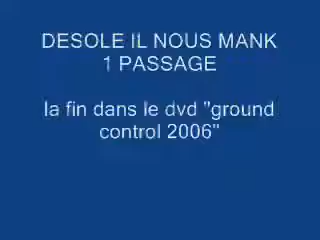 DESOLE IL NOUS MANK
1 PASSAGE
la fin dans le dvd "ground
control 2006"